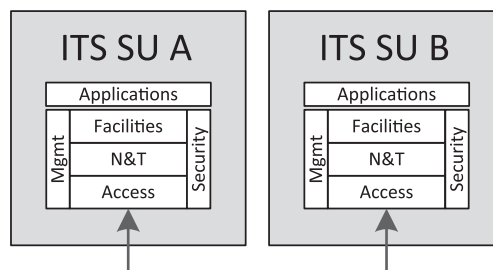 ITS SU A
Applications
Mgmt
Facilities
N&T
Access
Security
ITS SU B
Applications
Mgmt
Facilities
N&T
Access
Security